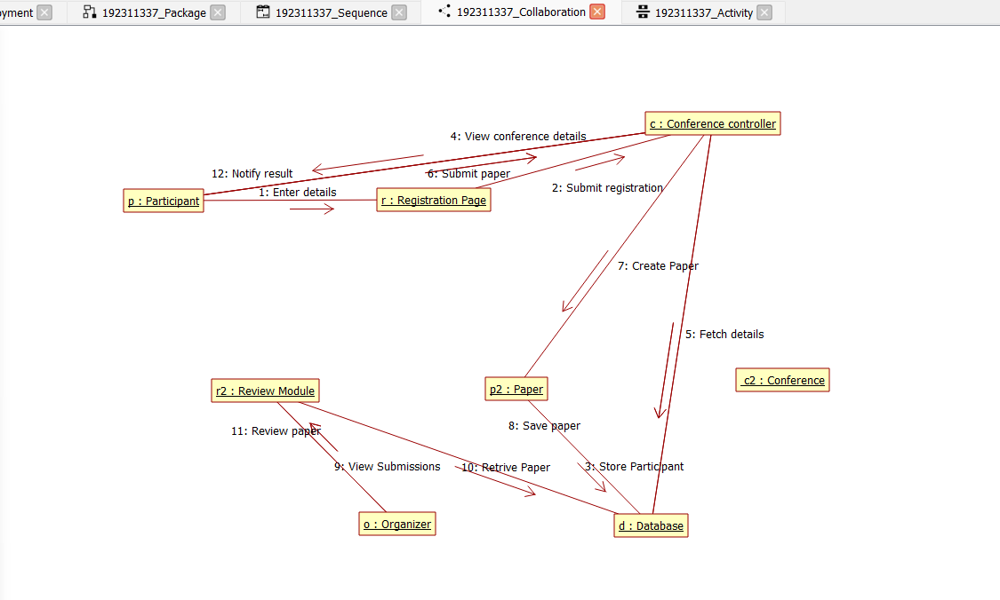 oyment
192311337_Package
192311337_Sequence
192311337_Collaboration
192311337_Activity
c : Conference controller
4: View conference details
12: Notify result
6: Submit paper
1: Enter details
2: Submit registration
p : Participant
r : Registration Page
7: Create Paper
5: Fetch details
c2 : Conference
r2 : Review Module
p2 : Paper
8: Save paper
11: Review paper
9: View Submissions
10: Retrive Paper
3: Store Participant
o : Organizer
d : Database